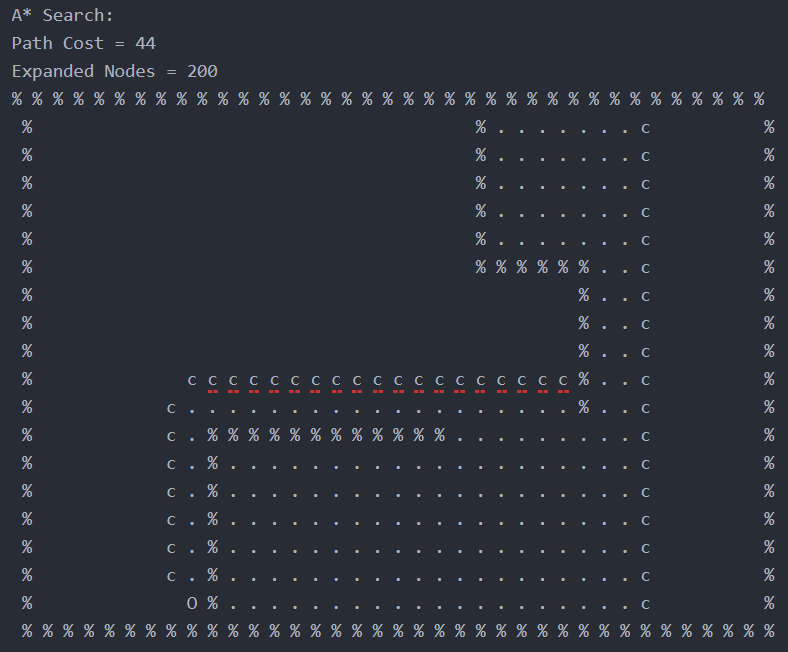 A* Search:
Path Cost = 44
Expanded Nodes = 200
% % % % % % % % % % % % % % % % % % % % % % % % % % % % % % % % % % % % %
 %                                           % . . . . . . . c           %
 %                                           % . . . . . . . c           %
 %                                           % . . . . . . . c           %
 %                                           % . . . . . . . c           %
 %                                           % . . . . . . . c           %
 %                                           % % % % % % . . c           %
 %                                                     % . . c           %
 %                                                     % . . c           %
 %                                                     % . . c           %
 %               c c c c c c c c c c c c c c c c c c c % . . c           %
 %             c . . . . . . . . . . . . . . . . . . . % . . c           %
 %             c . % % % % % % % % % % % % . . . . . . . . . c           %
 %             c . % . . . . . . . . . . . . . . . . . . . . c           %
 %             c . % . . . . . . . . . . . . . . . . . . . . c           %
 %             c . % . . . . . . . . . . . . . . . . . . . . c           %
 %             c . % . . . . . . . . . . . . . . . . . . . . c           %
 %             c . % . . . . . . . . . . . . . . . . . . . . c           %
 %               O % . . . . . . . . . . . . . . . . . . . . c           %
 % % % % % % % % % % % % % % % % % % % % % % % % % % % % % % % % % % % % %